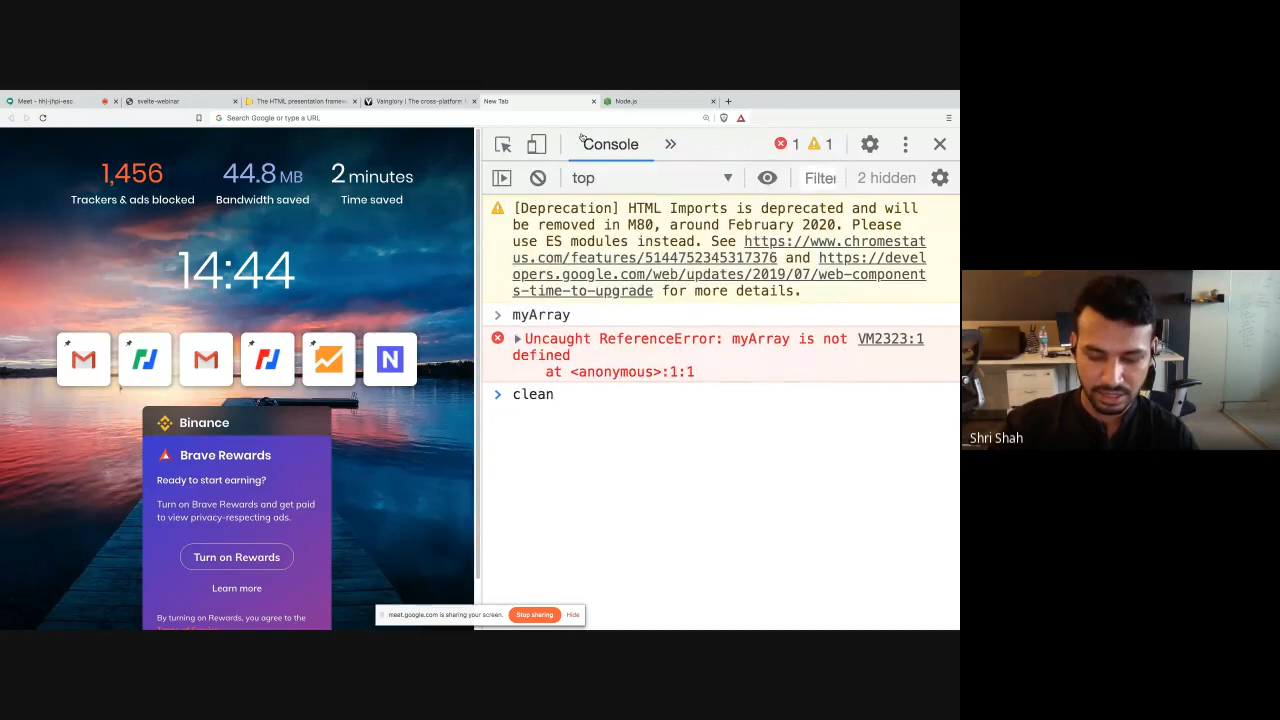 Meet - hhj-jhpi-esc
svelte-webinar
The HTML presentation framew
Vainglory | The cross-platform
New Tab
Node.js
Search Google or type a URL
1,456
Trackers & ads blocked
44.8 MB
Bandwidth saved
2 minutes
Time saved
14:44
Binance
Brave Rewards
Ready to start earning?
Turn on Brave Rewards and get paid
to view privacy-respecting ads.
Turn on Rewards
Learn more
By turning on Rewards, you agree to the
Terms of Service
Console
1
1
top
Filte
2 hidden
[Deprecation] HTML Imports is deprecated and will
be removed in M80, around February 2020. Please
use ES modules instead. See https://www.chromestat
us.com/features/5144752345317376 and https://devel
opers.google.com/web/updates/2019/07/web-component
s-time-to-upgrade for more details.
myArray
Uncaught ReferenceError: myArray is not VM2323:1
defined
at <anonymous>:1:1
clean
meet.google.com is sharing your screen.
Stop sharing
Hide
Shri Shah